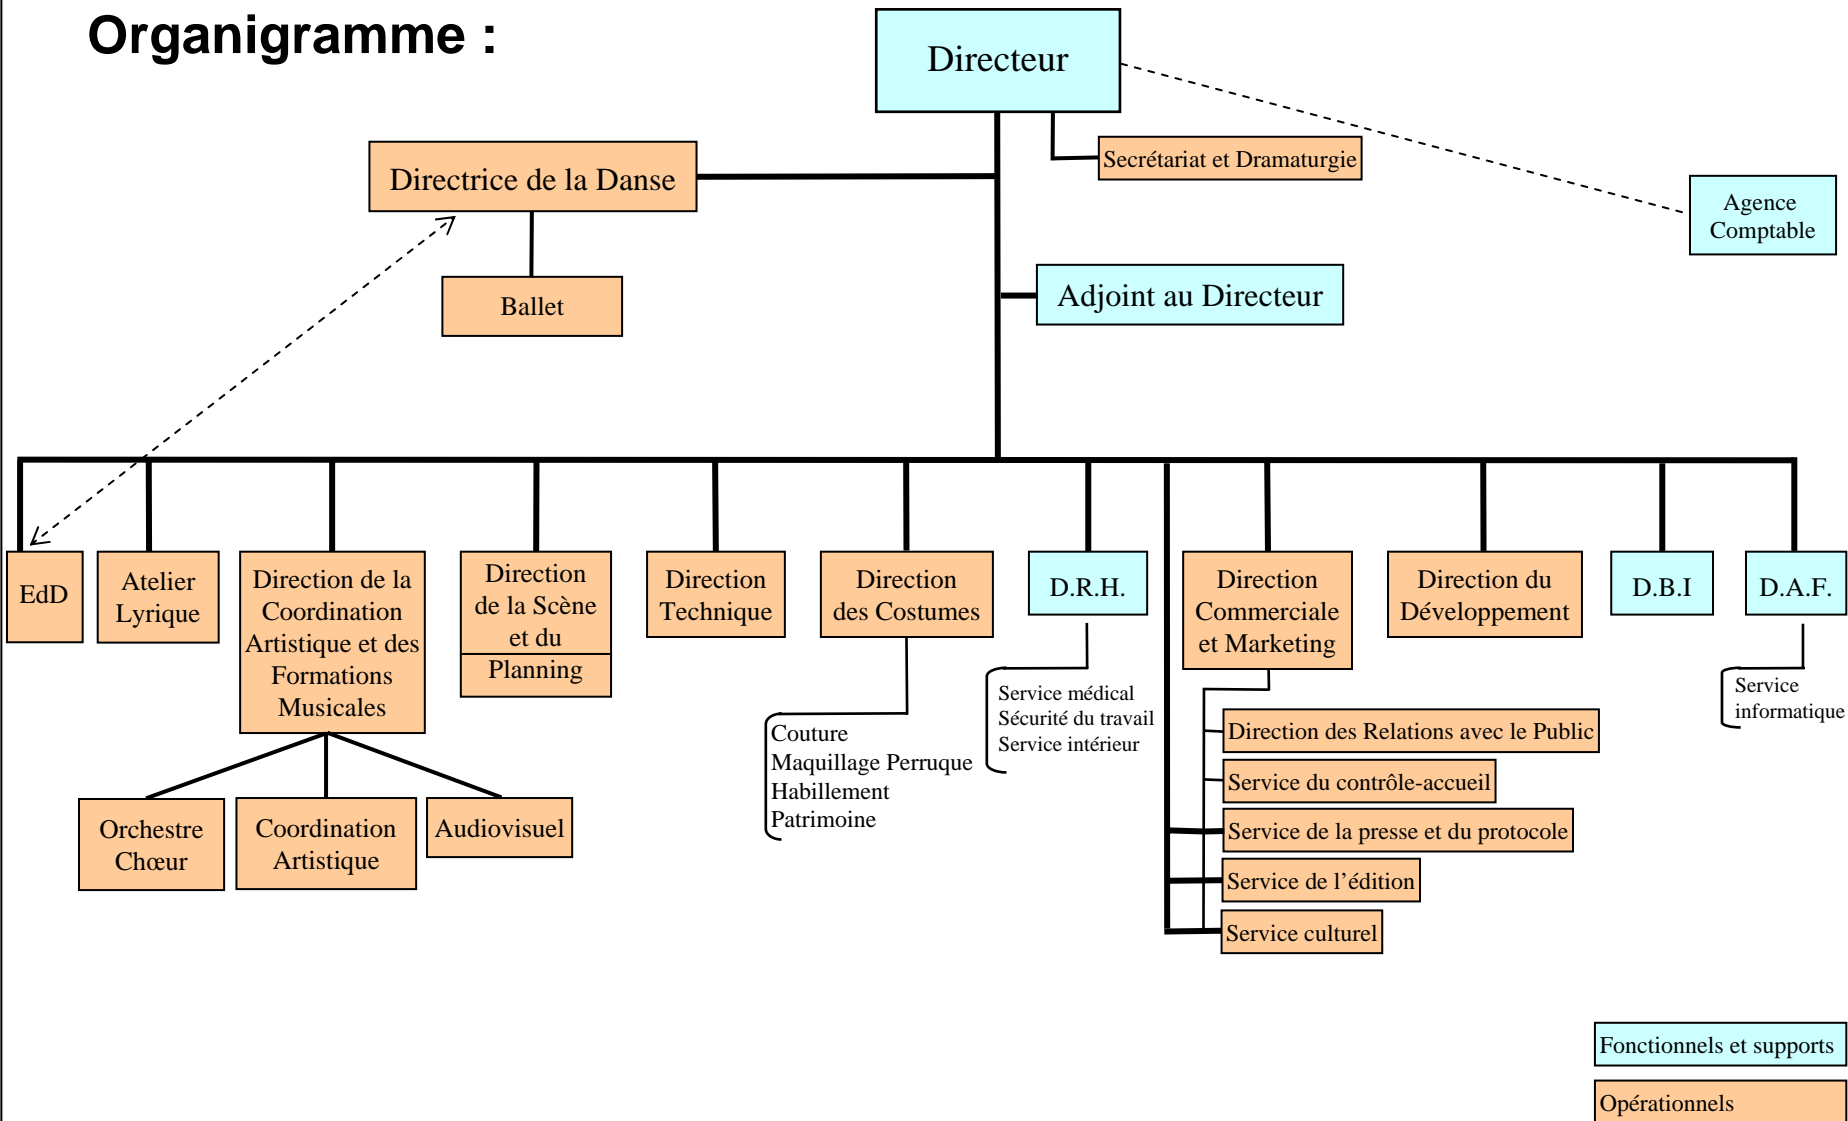 Organigramme :
Directeur
Secrétariat et Dramaturgie
Directrice de la Danse
Agence
Comptable
Ballet
Adjoint au Directeur
EdD
Atelier
Lyrique
Direction de la
Coordination
Artistique et des
Formations
Musicales
Direction
de la Scène
et du
Planning
Direction
Technique
Direction
des Costumes
D.R.H.
Direction
Commerciale
et Marketing
Direction du
Développement
D.B.I
D.A.F.
Couture
Maquillage Perruque
Habillement
Patrimoine
Service médical
Sécurité du travail
Service intérieur
Service
informatique
Direction des Relations avec le Public
Service du contrôle-accueil
Service de la presse et du protocole
Service de l’édition
Service culturel
Orchestre
Chœur
Coordination
Artistique
Audiovisuel
Fonctionnels et supports
Opérationnels